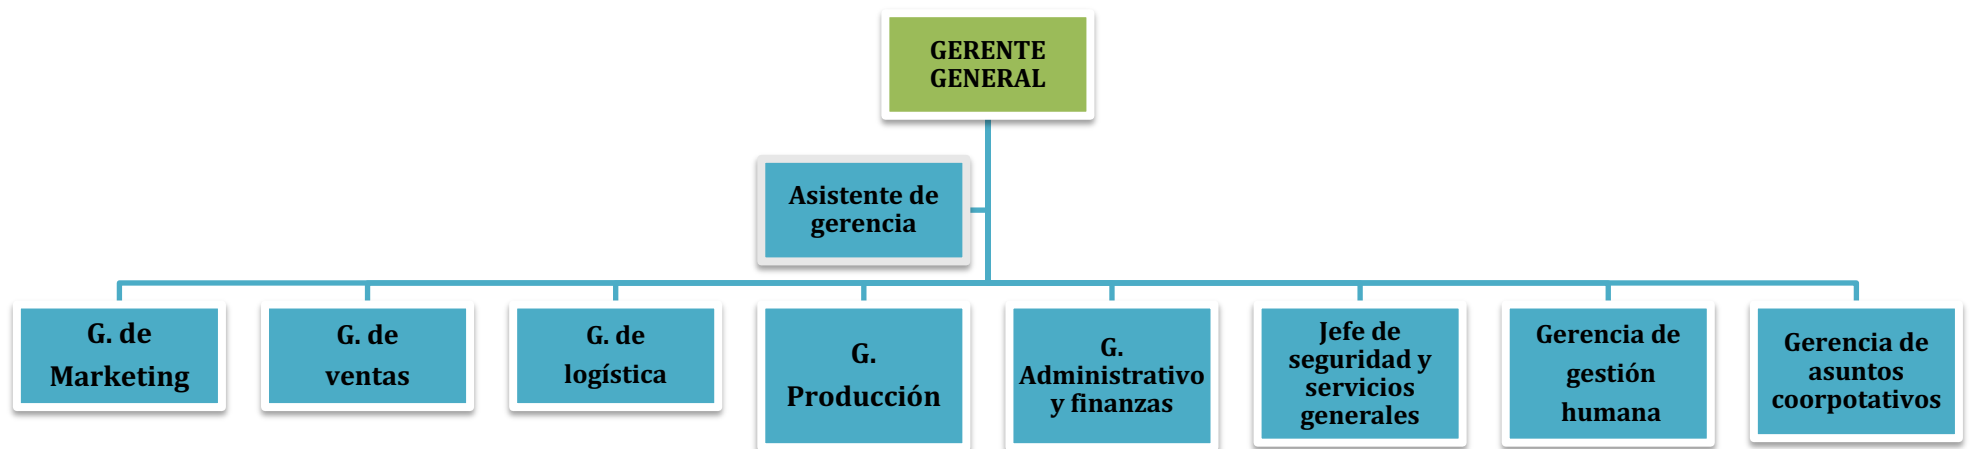 GERENTE
GENERAL
Asistente de
gerencia
G. de
Marketing
G. de
ventas
G. de
logística
G.
Producción
G.
Administrativo
y finanzas
Jefe de
seguridad y
servicios
generales
Gerencia de
gestión
humana
Gerencia de
asuntos
coorpotativos